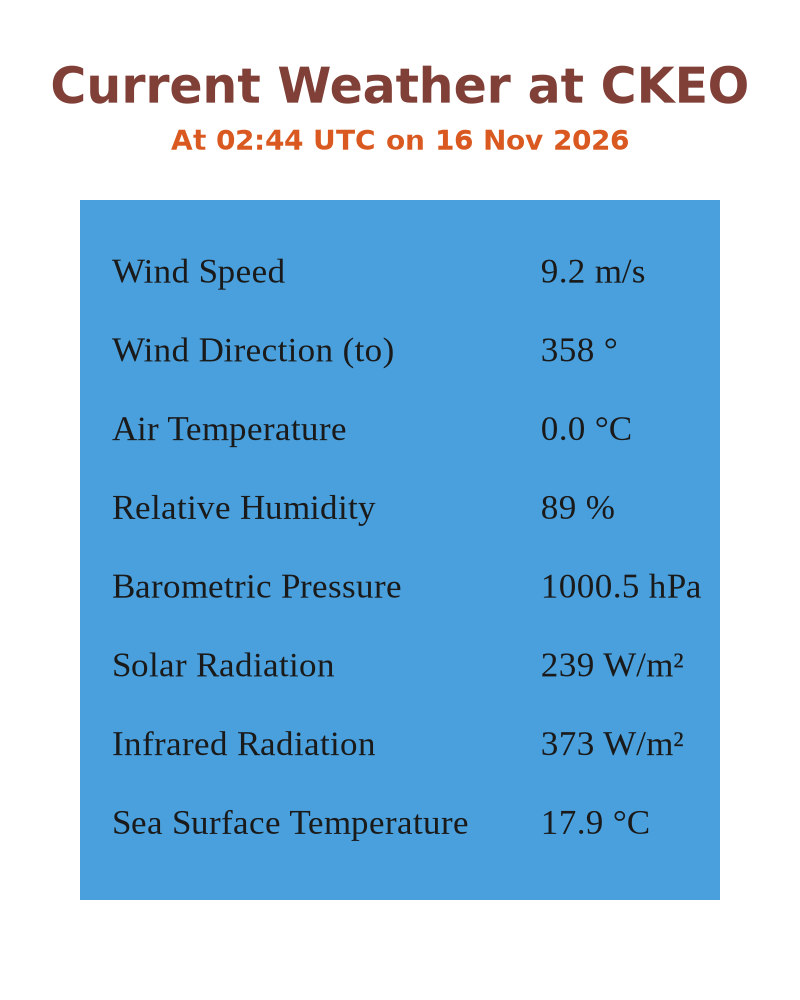 Current Weather at CKEO
At 02:44 UTC on 16 Nov 2026
Wind Speed 9.2 m/s
Wind Direction (to) 358 °
Air Temperature 0.0 °C
Relative Humidity 89 %
Barometric Pressure 1000.5 hPa
Solar Radiation 239 W/m²
Infrared Radiation 373 W/m²
Sea Surface Temperature 17.9 °C